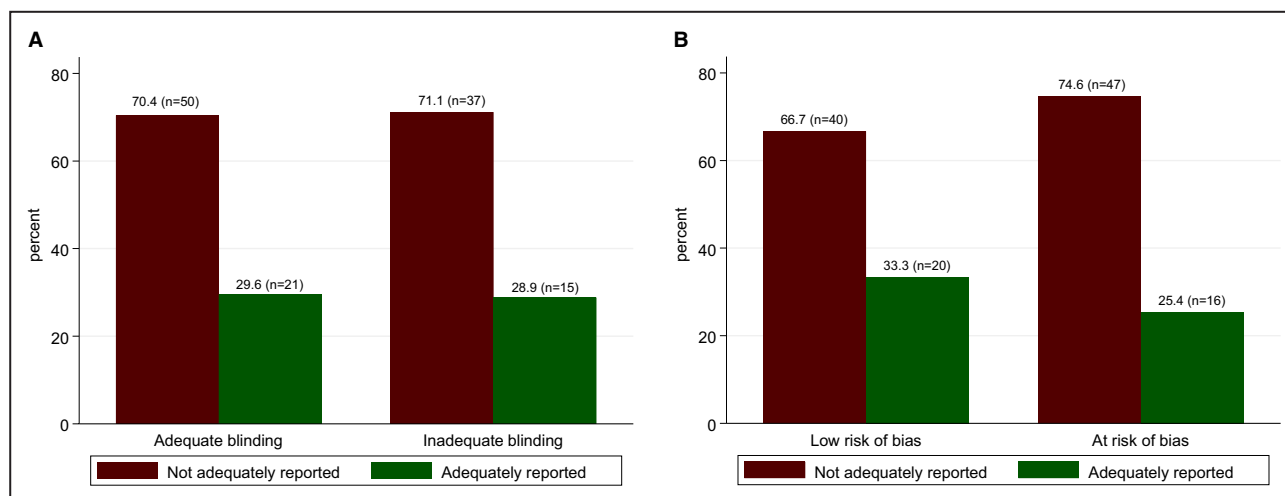 A
percent
80
60
40
20
0
70.4 (n=50)
29.6 (n=21)
71.1 (n=37)
28.9 (n=15)
Adequate blinding
Inadequate blinding
Not adequately reported
Adequately reported
B
percent
80
60
40
20
0
66.7 (n=40)
33.3 (n=20)
74.6 (n=47)
25.4 (n=16)
Low risk of bias
At risk of bias
Not adequately reported
Adequately reported